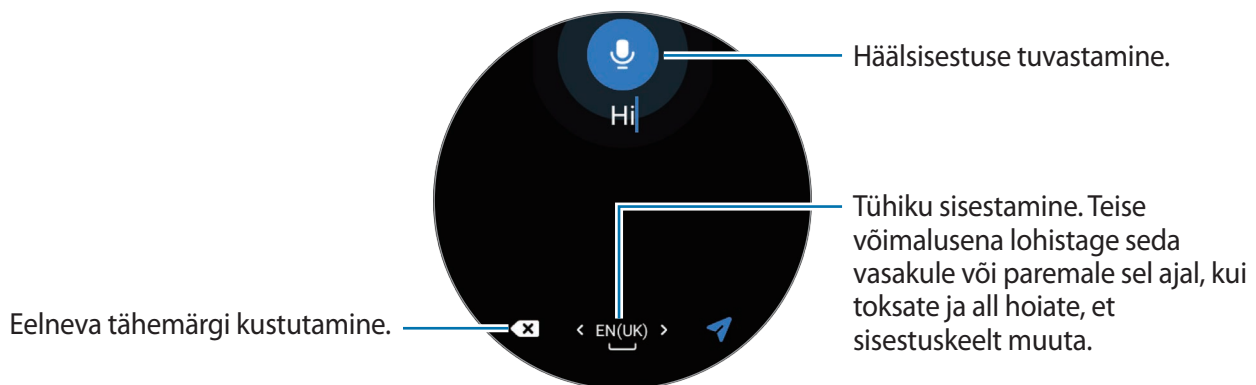 Häälsisestuse tuvastamine.
Hi
Tühiku sisestamine. Teise
võimalusena lohistage seda
vasakule või paremale sel ajal, kui
toksate ja all hoiate, et
sisestuskeelt muuta.
Eelneva tähemärgi kustutamine.
< EN(UK) >